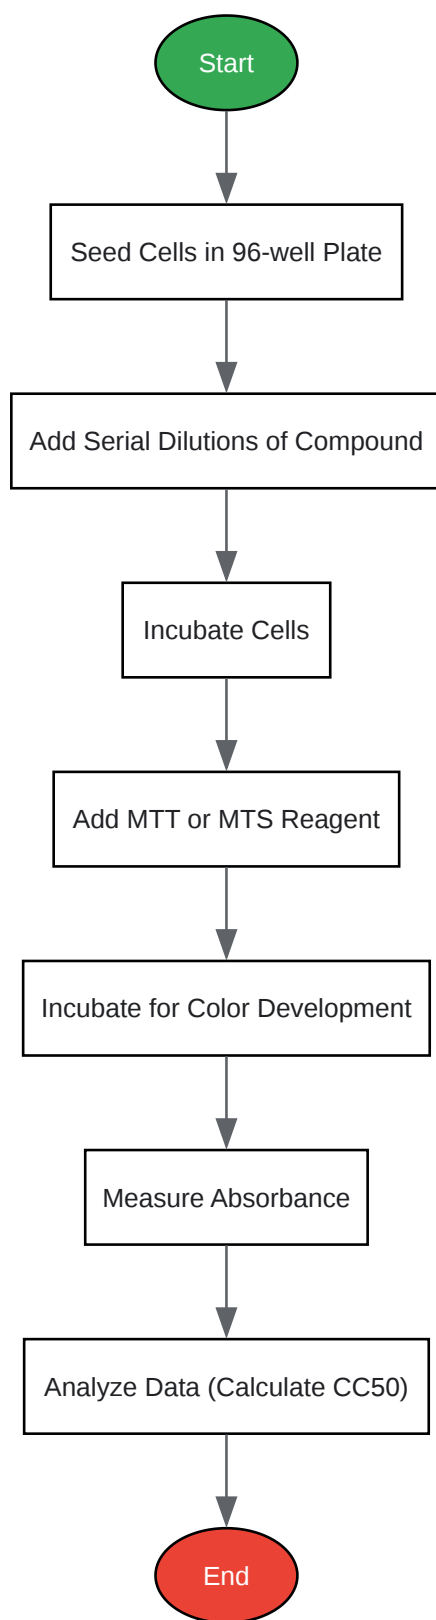 Start
Seed Cells in 96-well Plate
Add Serial Dilutions of Compound
Incubate Cells
Add MTT or MTS Reagent
Incubate for Color Development
Measure Absorbance
Analyze Data (Calculate CC50)
End